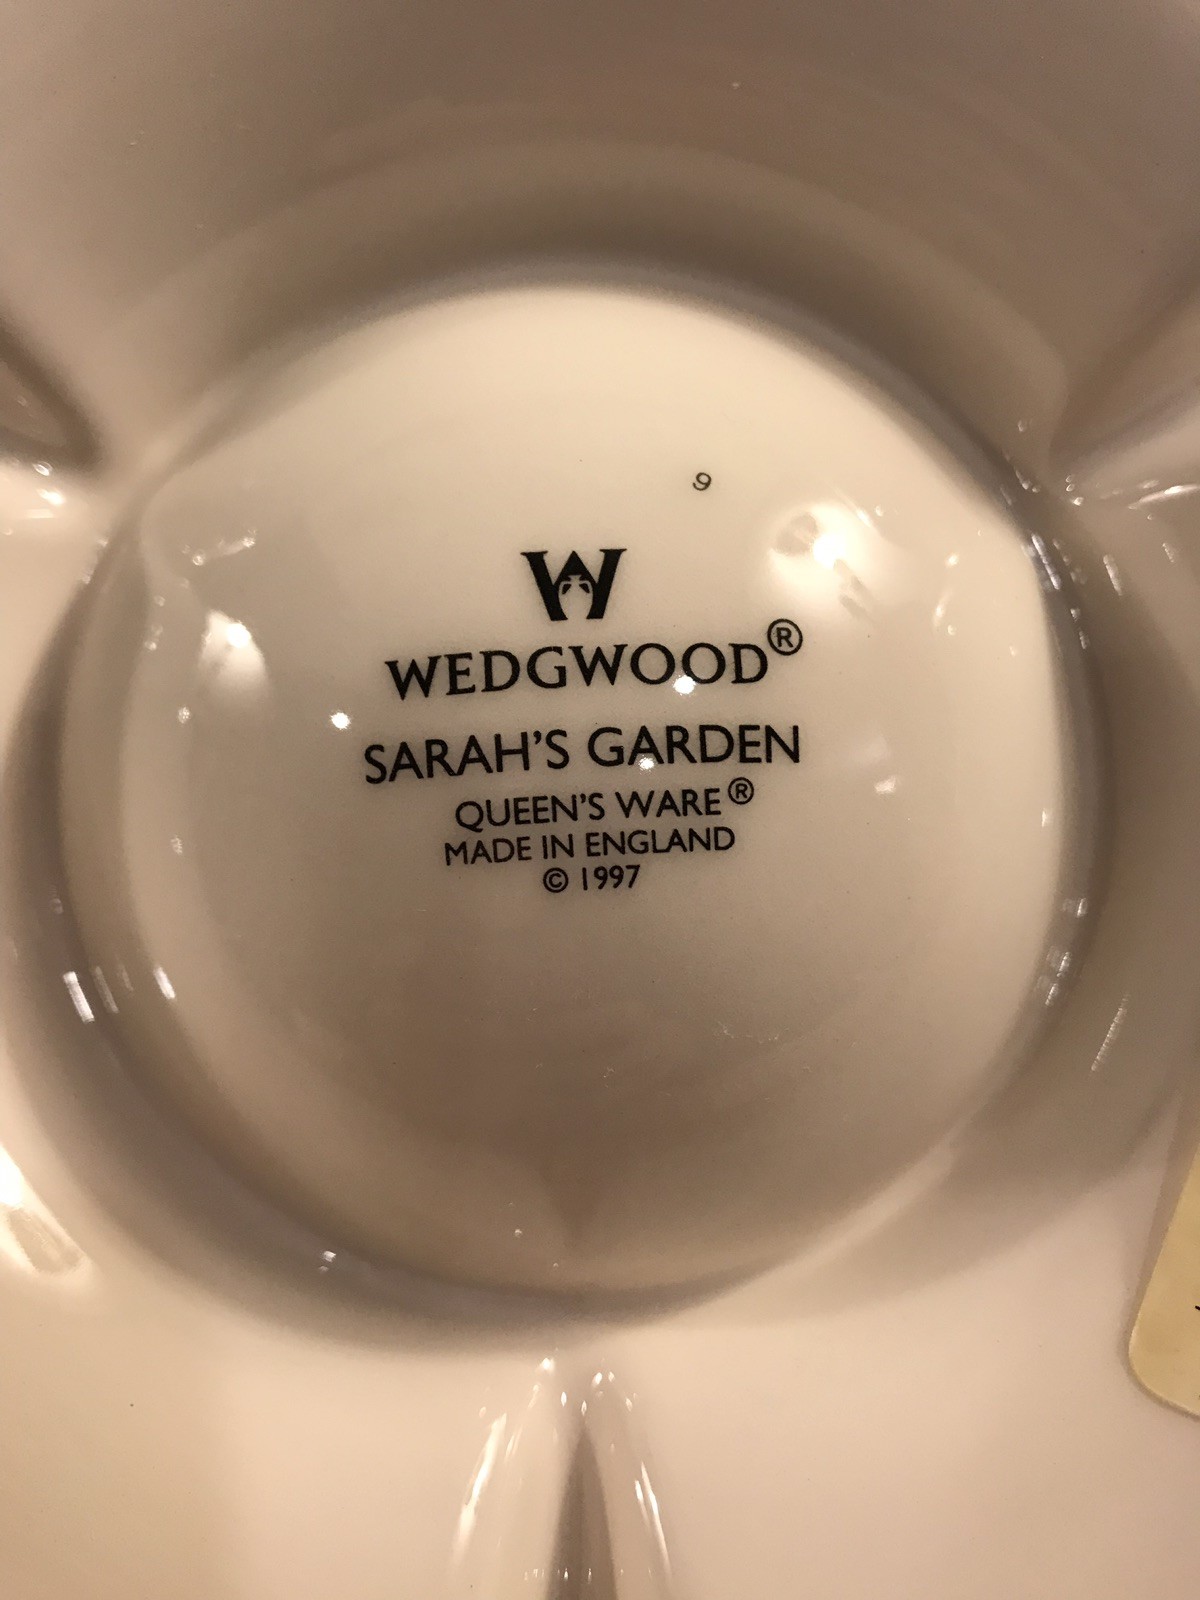 9
W
WEDGWOOD®
SARAH'S GARDEN
QUEEN'S WARE®
MADE IN ENGLAND
© 1997